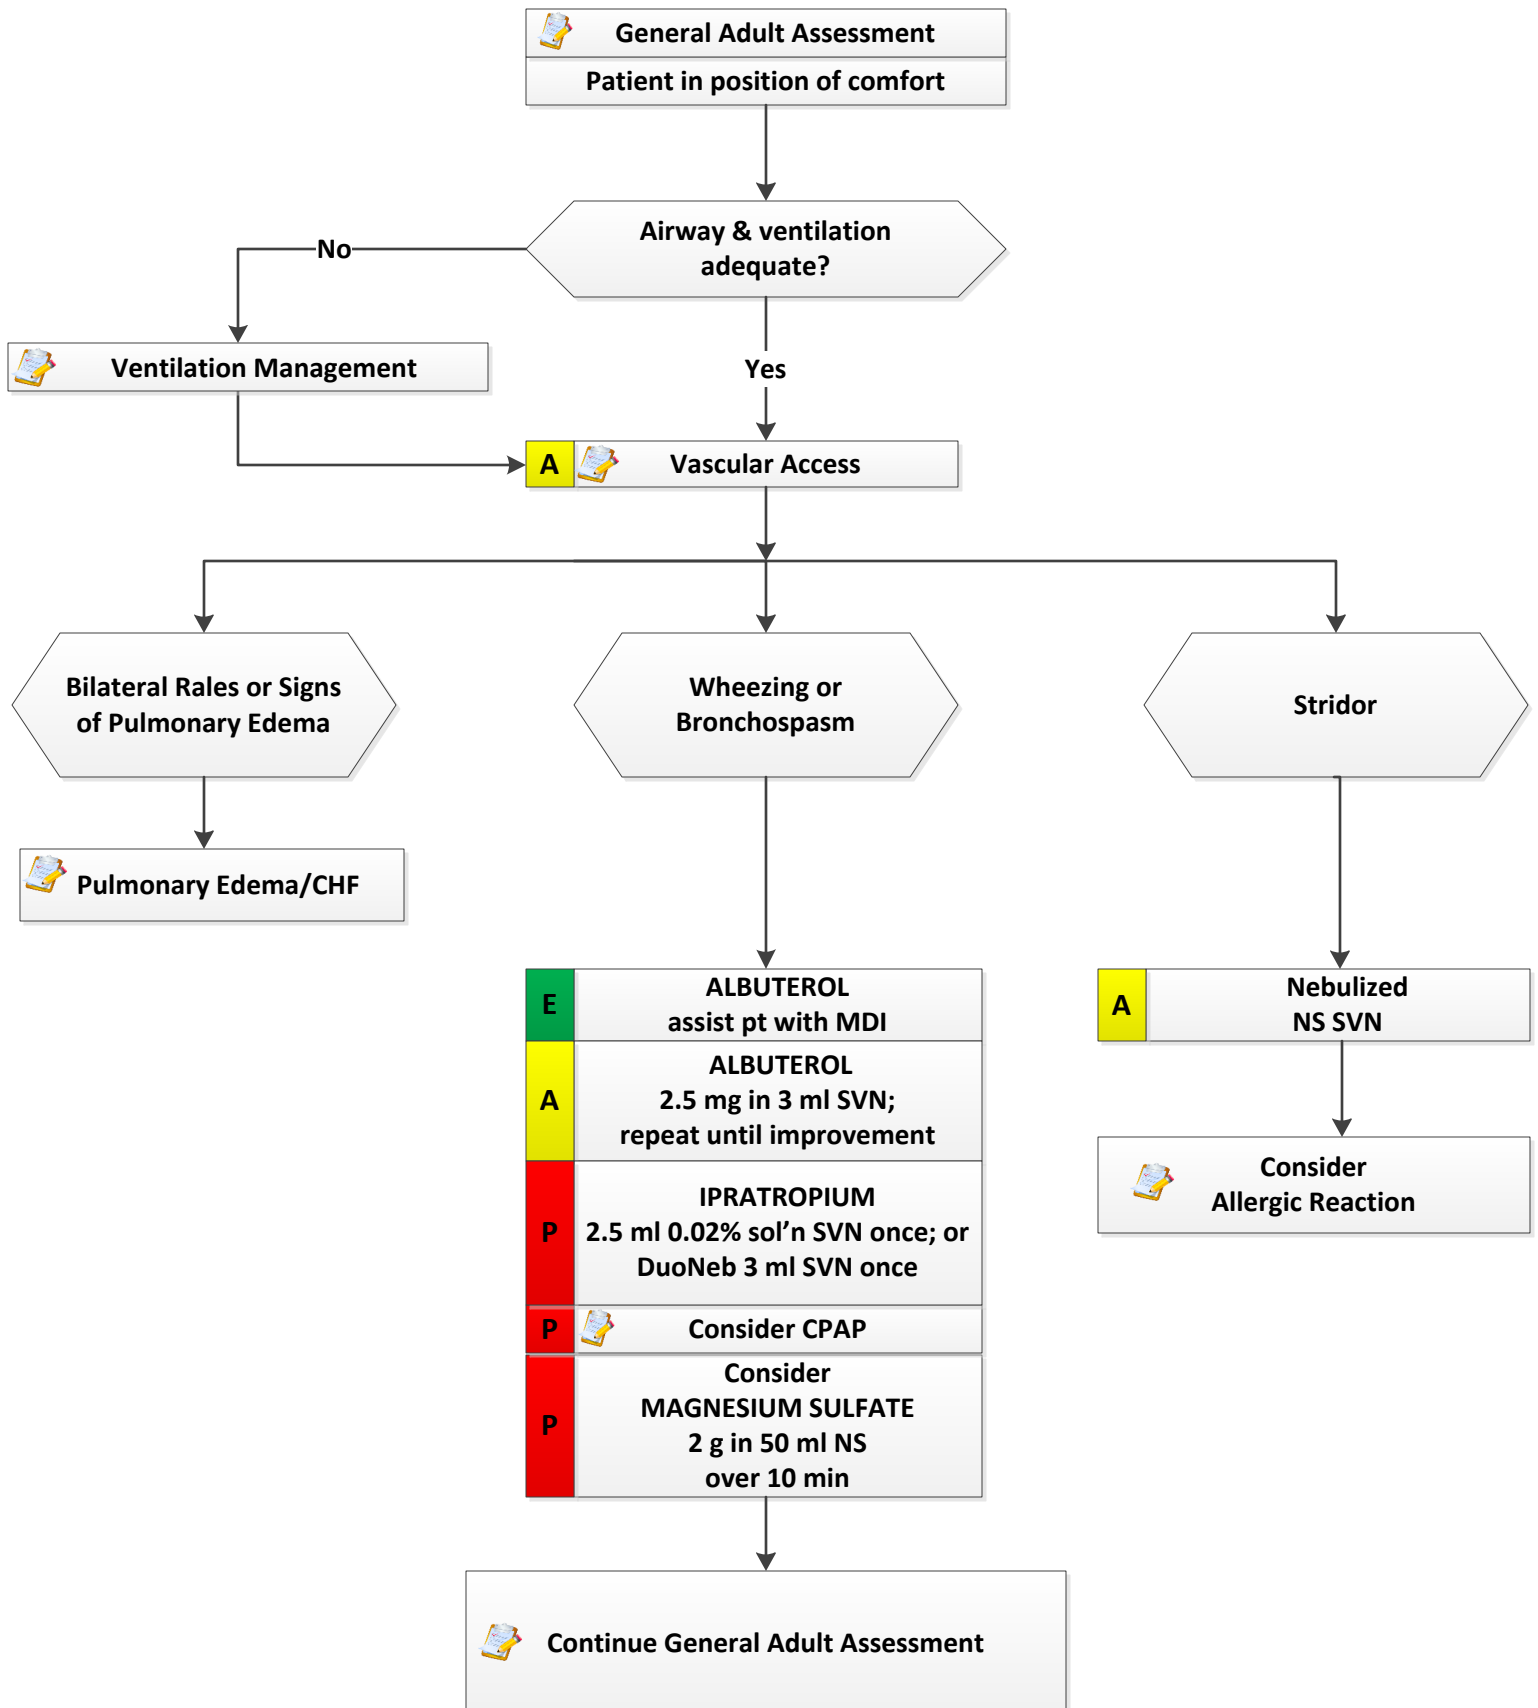 General Adult Assessment
Patient in position of comfort
Airway & ventilation
adequate?
No
Yes
Ventilation Management
A
Vascular Access
Bilateral Rales or Signs
of Pulmonary Edema
Wheezing or
Bronchospasm
Stridor
Pulmonary Edema/CHF
E
ALBUTEROL
assist pt with MDI
A
ALBUTEROL
2.5 mg in 3 ml SVN;
repeat until improvement
P
IPRATROPIUM
2.5 ml 0.02% sol’n SVN once; or
DuoNeb 3 ml SVN once
P
Consider CPAP
P
Consider
MAGNESIUM SULFATE
2 g in 50 ml NS
over 10 min
A
Nebulized
NS SVN
Consider
Allergic Reaction
Continue General Adult Assessment